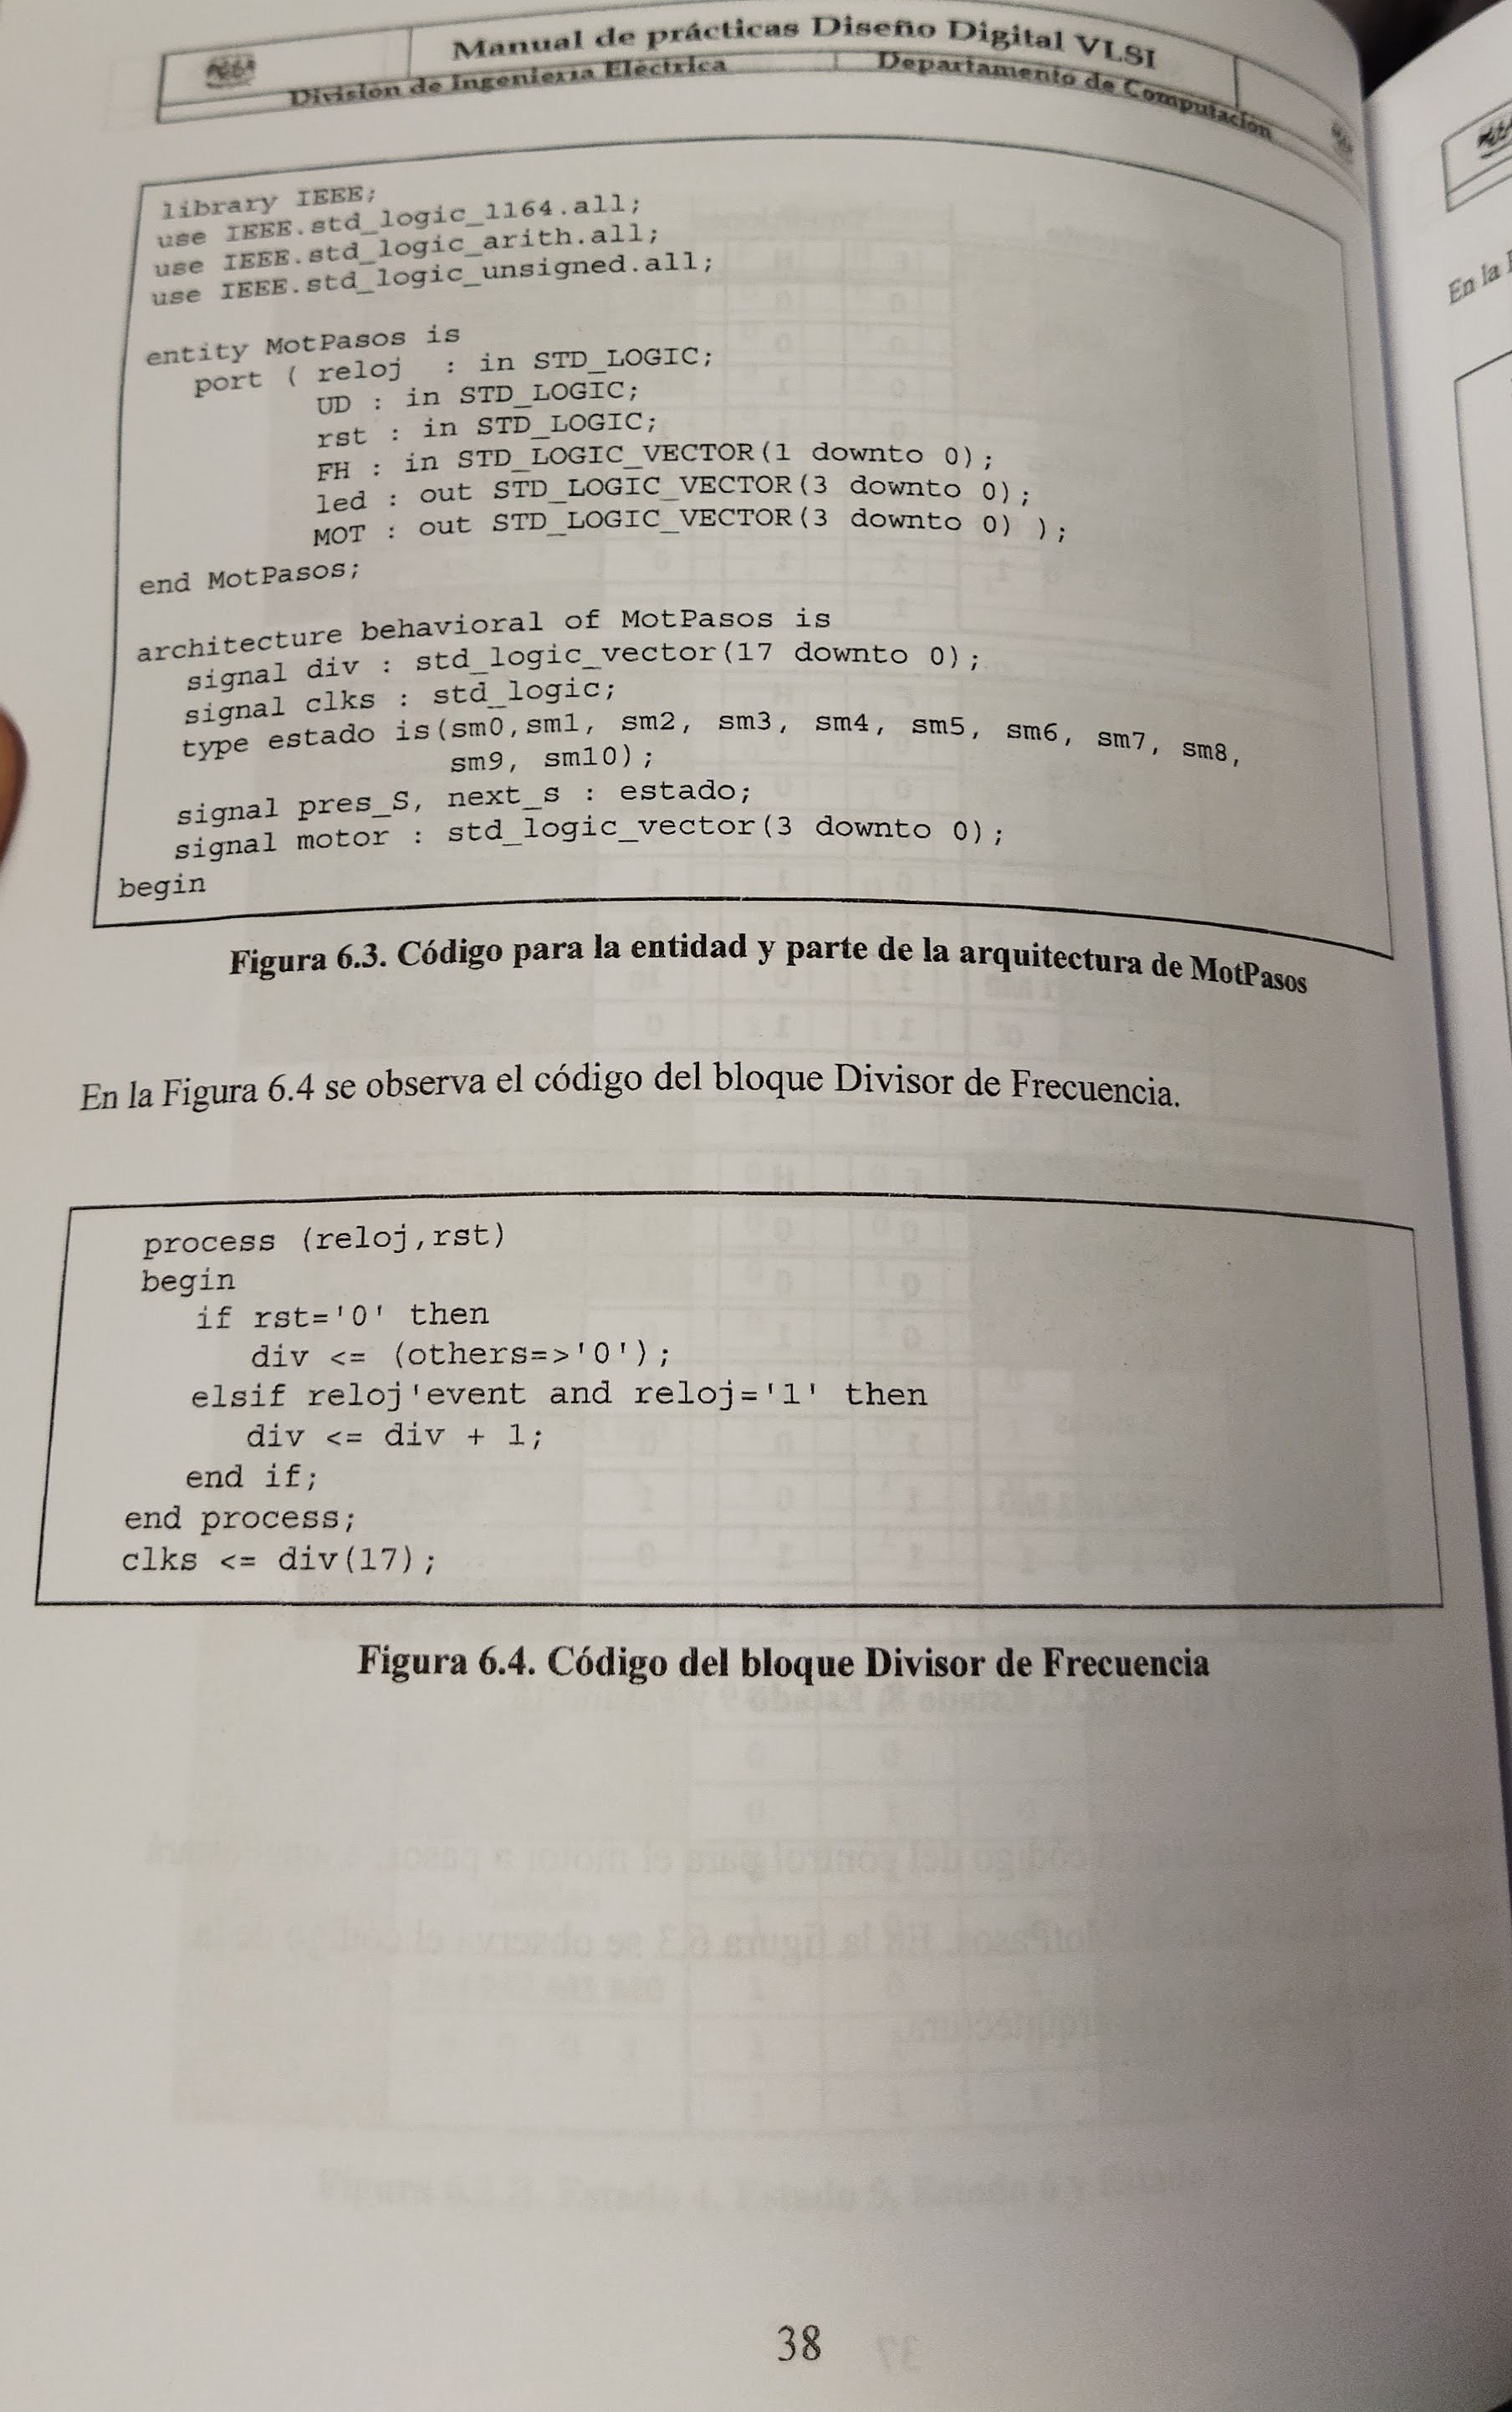 Manual de prácticas Diseño Digital VLSI
División de Ingeniería Eléctrica
Departamento de Computación
library IEEE;
use IEEE.std_logic_1164.all;
use IEEE.std_logic_arith.all;
use IEEE.std_logic_unsigned.all;
entity MotPasos is
port ( reloj : in STD_LOGIC;
UD : in STD_LOGIC;
rst : in STD_LOGIC;
FH : in STD_LOGIC_VECTOR(1 downto 0);
led : out STD_LOGIC_VECTOR(3 downto 0);
MOT : out STD_LOGIC_VECTOR(3 downto 0) );
end MotPasos;
architecture behavioral of MotPasos is
signal div : std_logic_vector(17 downto 0);
signal clks : std_logic;
type estado is(sm0,sm1, sm2, sm3, sm4, sm5, sm6, sm7, sm8,
sm9, sm10);
signal pres_S, next_s : estado;
signal motor : std_logic_vector(3 downto 0);
begin
Figura 6.3. Código para la entidad y parte de la arquitectura de MotPasos
En la Figura 6.4 se observa el código del bloque Divisor de Frecuencia.
process (reloj,rst)
begin
if rst='0' then
div <= (others=>'0');
elsif reloj'event and reloj='1' then
div <= div + 1;
end if;
end process;
clks <= div(17);
Figura 6.4. Código del bloque Divisor de Frecuencia
38
En la